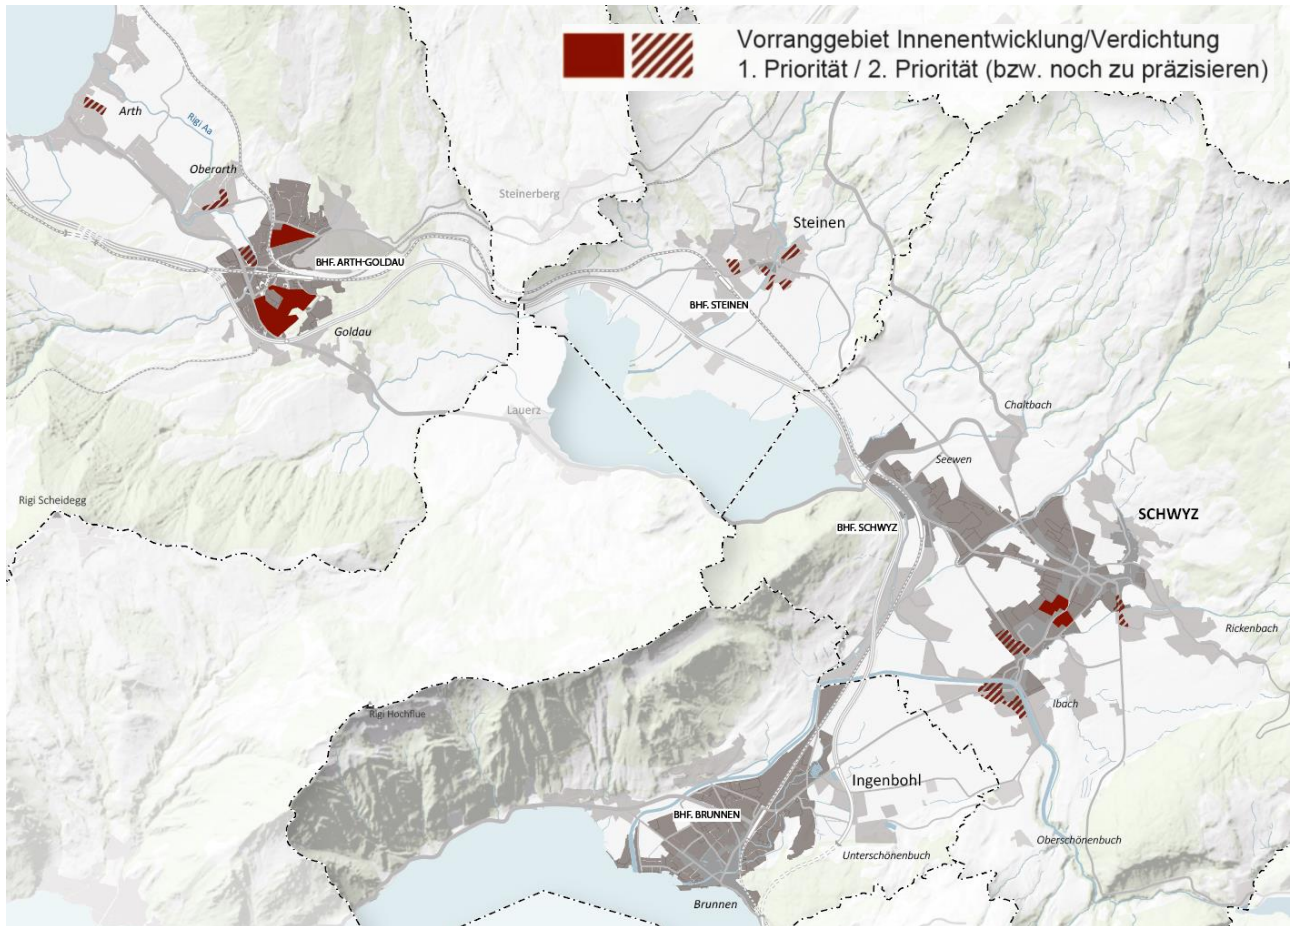 Vorranggebiet Innenentwicklung/Verdichtung
1. Priorität / 2. Priorität (bzw. noch zu präzisieren)
Arth
Rigi Aa
Oberarth
Steinerberg
Steinen
BHF. ARTH-GOLDAU
BHF. STEINEN
Goldau
Lauerz
Chaltbach
Seewen
Rigi Scheidegg
SCHWYZ
BHF. SCHWYZ
Rickenbach
Ibach
Rigi Hochflue
Ingenbohl
BHF. BRUNNEN
Oberschönenbuch
Unterschönenbuch
Brunnen